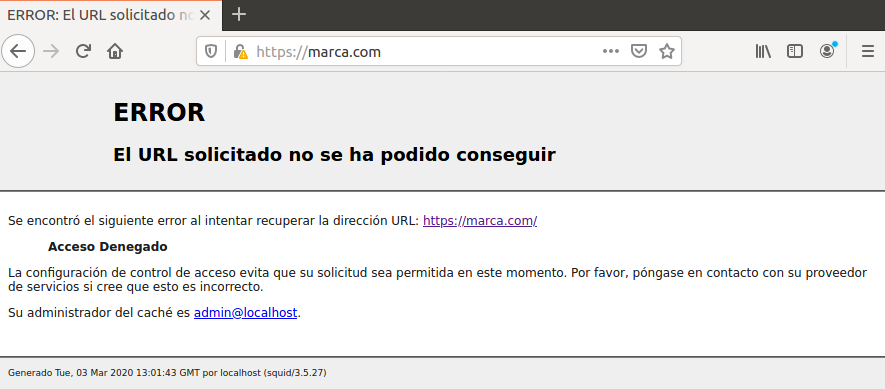 ERROR: El URL solicitado no
https://marca.com
ERROR
El URL solicitado no se ha podido conseguir
Se encontró el siguiente error al intentar recuperar la dirección URL: https://marca.com/
Acceso Denegado
La configuración de control de acceso evita que su solicitud sea permitida en este momento. Por favor, póngase en contacto con su proveedor
de servicios si cree que esto es incorrecto.
Su administrador del caché es admin@localhost.
Generado Tue, 03 Mar 2020 13:01:43 GMT por localhost (squid/3.5.27)